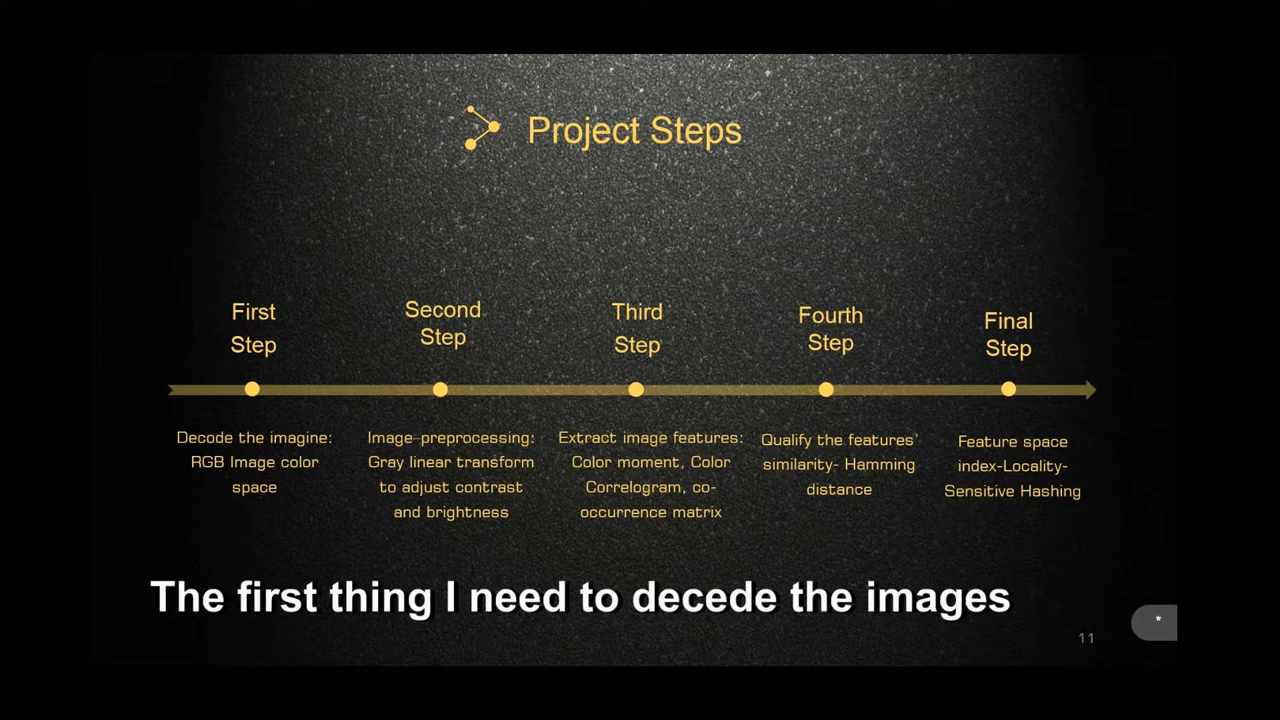 Project Steps
First
Step
Second
Step
Third
Step
Fourth
Step
Final
Step
Decode the imagine:
RGB Image color
space
Image-preprocessing:
Gray linear transform
to adjust contrast
and brightness
Extract image features:
Color moment, Color
Correlogram, co-
occurrence matrix
Qualify the features'
similarity- Hamming
distance
Feature space
index-Locality-
Sensitive Hashing
The first thing I need to decede the images
*
11